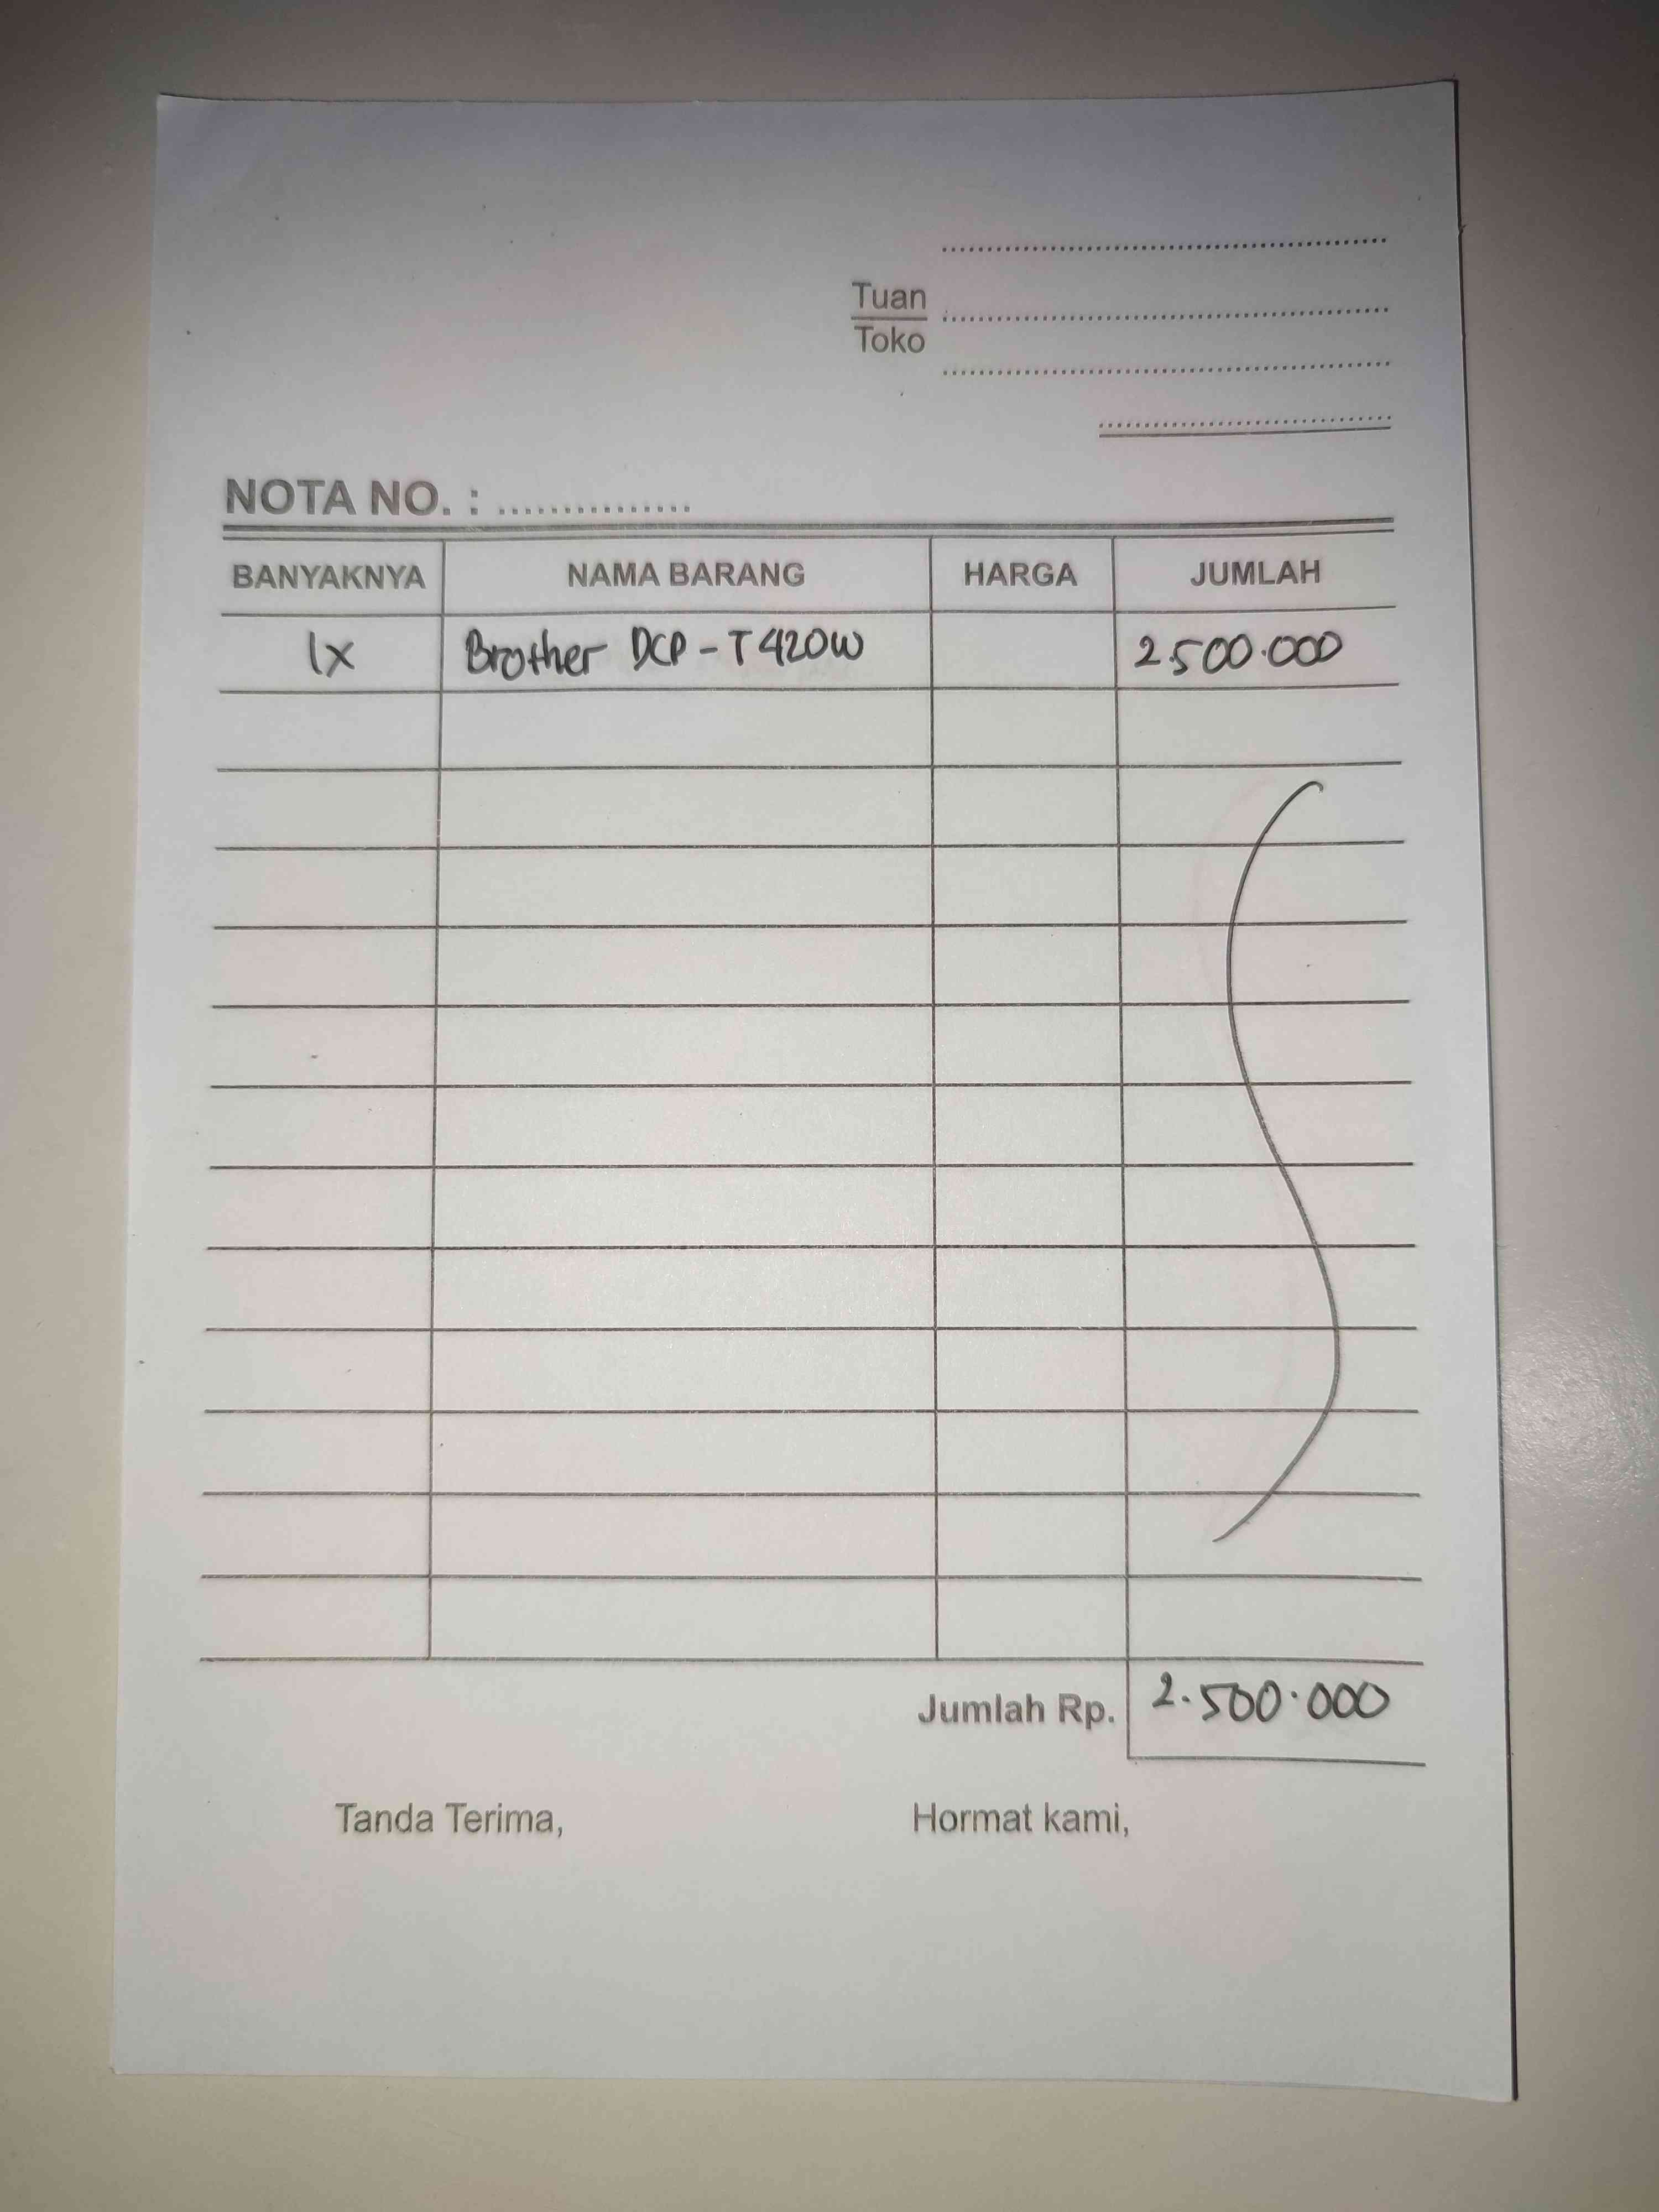 Tuan
Toko
NOTA NO. : ...............
BANYAKNYA NAMA BARANG HARGA JUMLAH
1x Brother DCP-T420W 2.500.000
Jumlah Rp. 2.500.000
Tanda Terima, Hormat kami,